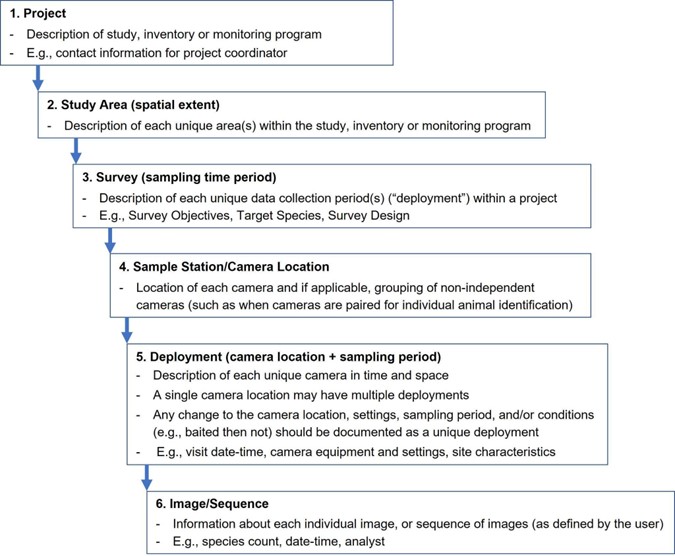 1. Project
- Description of study, inventory or monitoring program
- E.g., contact information for project coordinator
2. Study Area (spatial extent)
- Description of each unique area(s) within the study, inventory or monitoring program
3. Survey (sampling time period)
- Description of each unique data collection period(s) (“deployment”) within a project
- E.g., Survey Objectives, Target Species, Survey Design
4. Sample Station/Camera Location
- Location of each camera and if applicable, grouping of non-independent
cameras (such as when cameras are paired for individual animal identification)
5. Deployment (camera location + sampling period)
- Description of each unique camera in time and space
- A single camera location may have multiple deployments
- Any change to the camera location, settings, sampling period, and/or conditions
(e.g., baited then not) should be documented as a unique deployment
- E.g., visit date-time, camera equipment and settings, site characteristics
6. Image/Sequence
- Information about each individual image, or sequence of images (as defined by the user)
- E.g., species count, date-time, analyst